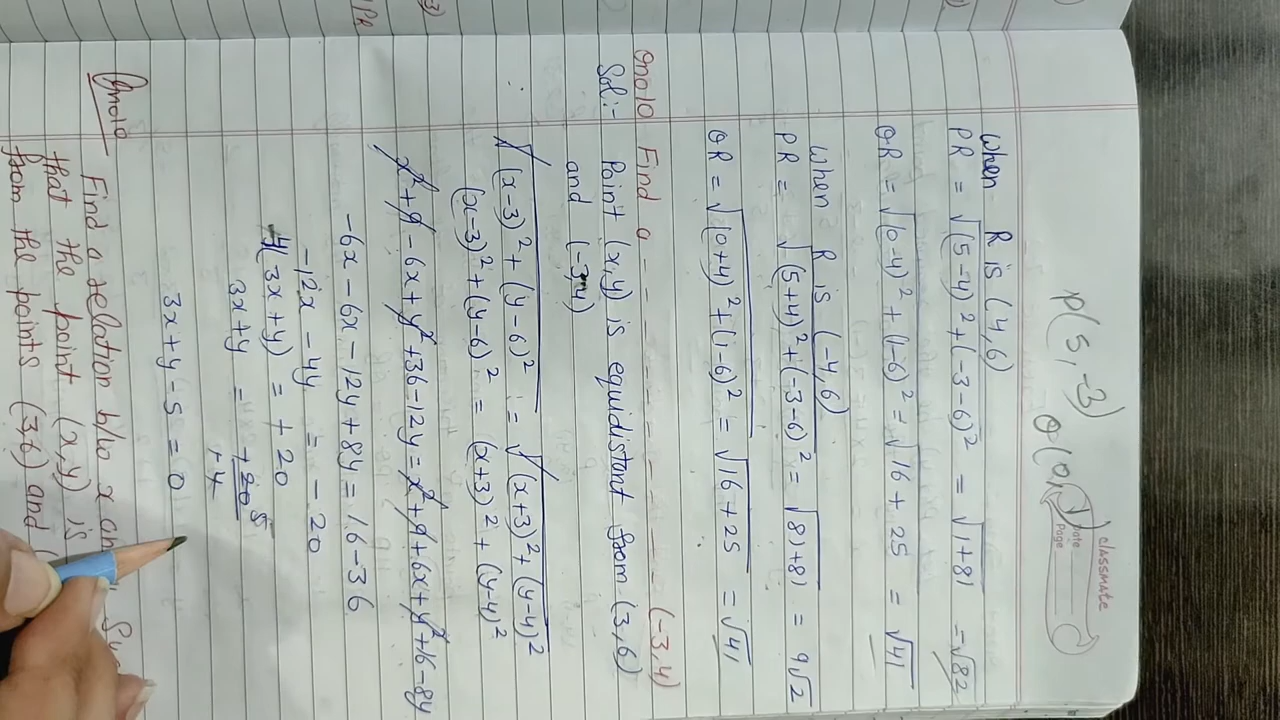 classmate
Date
Page
P(5,-3)
Q(0,1)
When R is (4,6)
PR = √(5-4)² + (-3-6)² = √1+81 = √82
QR = √(0-4)² + (1-6)² = √16 + 25 = √41
When R is (-4,6)
PR = √(5+4)² + (-3-6)² = √81+81 = 9√2
QR = √(0+4)² + (1-6)² = √16 + 25 = √41
Qno10 Find a - - - - - - - - (-3,4)
Sol:- Point (x,y) is equidistant from (3,6)
and (-3,4)
√(x-3)² + (y-6)² = √(x+3)² + (y-4)²
(x-3)² + (y-6)² = (x+3)² + (y-4)²
x² + 9 - 6x + y² + 36 - 12y = x² + 9 + 6x + y² + 16 - 8y
-6x - 6x - 12y + 8y = 16 - 36
-12x - 4y = - 20
4(3x + y) = + 20
3x + y = +20 5
+4
3x + y - 5 = 0
Qno10 Find a relation b/w x an
that the point (x,y) is
from the points (3,6) and (